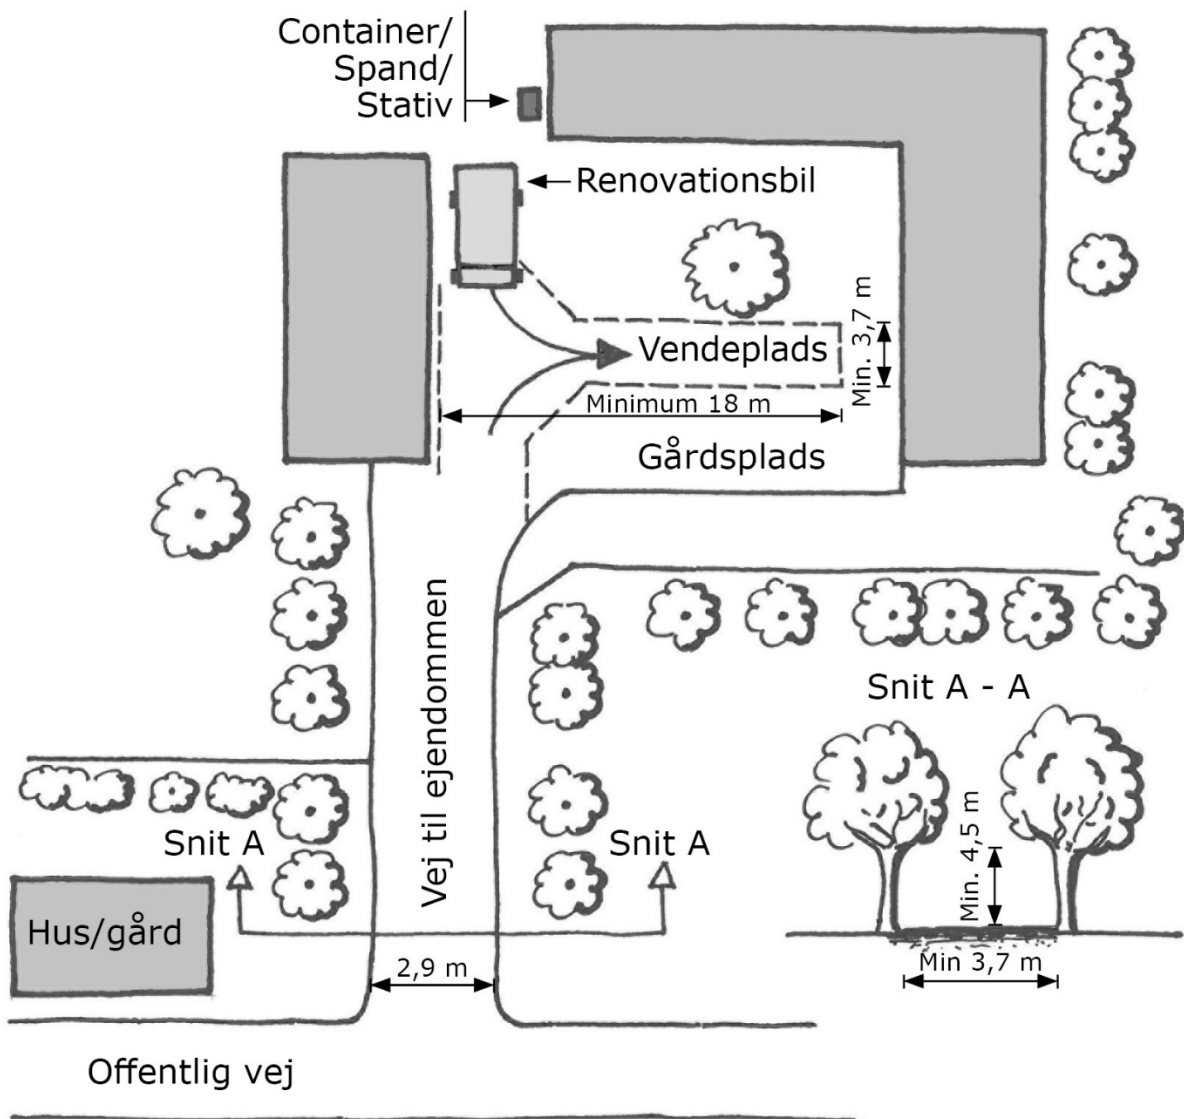 Container/
Spand/
Stativ
Renovationsbil
Vendeplads
Min. 3,7 m
Minimum 18 m
Gårdsplads
Vej til ejendommen
Snit A - A
Min. 4,5 m
Snit A
Snit A
Hus/gård
2,9 m
Min 3,7 m
Offentlig vej